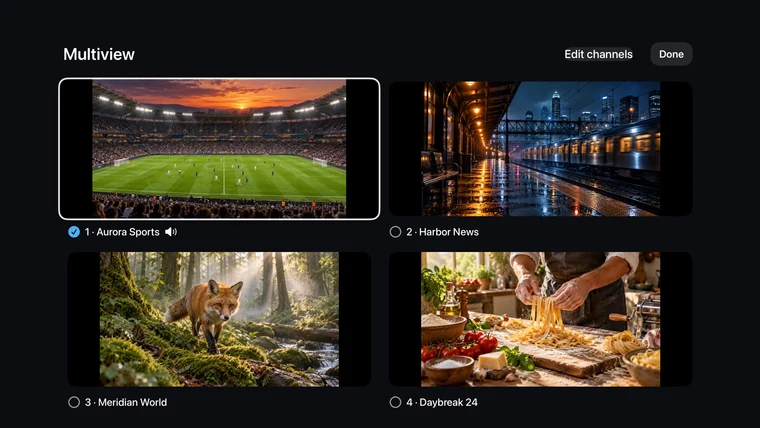 Multiview
Edit channels
Done
1 · Aurora Sports
2 · Harbor News
3 · Meridian World
4 · Daybreak 24